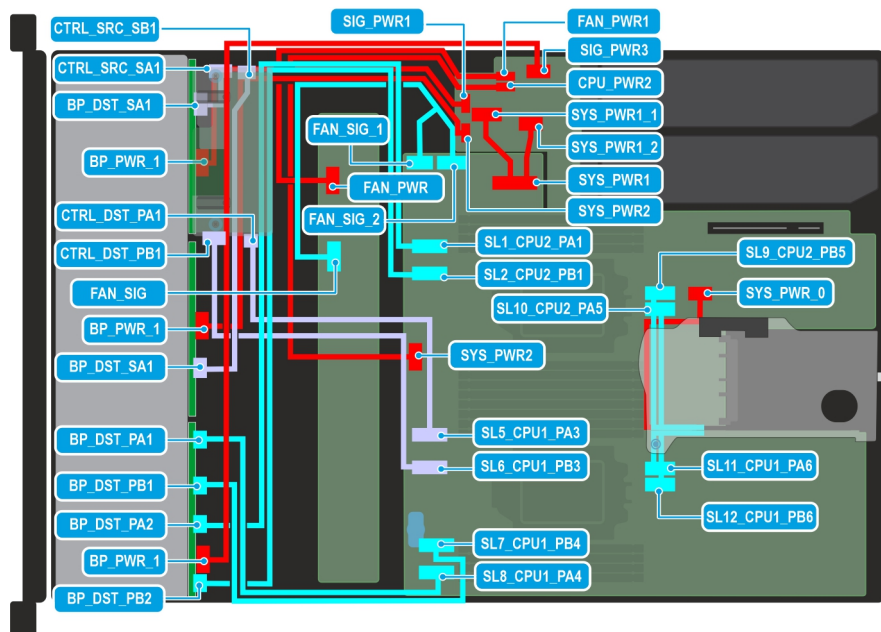 CTRL_SRC_SB1
SIG_PWR1
FAN_PWR1
SIG_PWR3
CTRL_SRC_SA1
CPU_PWR2
BP_DST_SA1
SYS_PWR1_1
FAN_SIG_1
SYS_PWR1_2
BP_PWR_1
FAN_PWR
SYS_PWR1
CTRL_DST_PA1
FAN_SIG_2
SYS_PWR2
CTRL_DST_PB1
SL1_CPU2_PA1
SL9_CPU2_PB5
SL2_CPU2_PB1
FAN_SIG
SL10_CPU2_PA5
SYS_PWR_0
BP_PWR_1
SYS_PWR2
BP_DST_SA1
SL5_CPU1_PA3
BP_DST_PA1
SL6_CPU1_PB3
SL11_CPU1_PA6
BP_DST_PB1
SL12_CPU1_PB6
BP_DST_PA2
SL7_CPU1_PB4
BP_PWR_1
SL8_CPU1_PA4
BP_DST_PB2